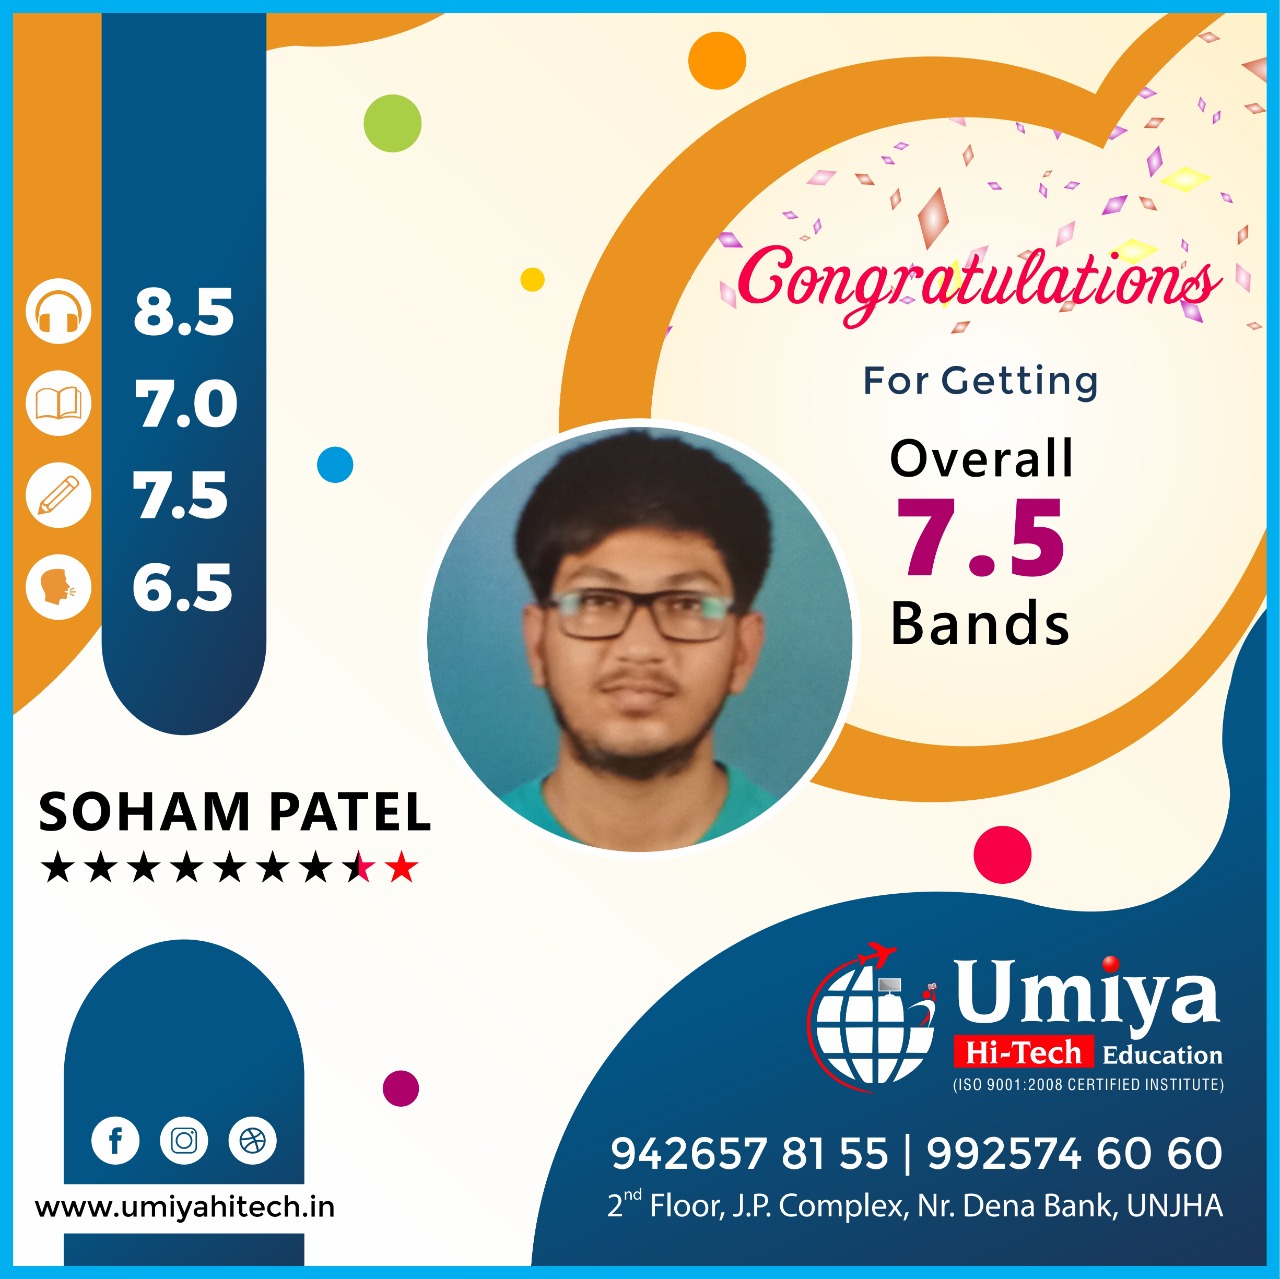 8.5
7.0
7.5
6.5
Congratulations
For Getting
Overall
7.5
Bands
SOHAM PATEL
Umiya
Hi-Tech Education
(ISO 9001:2008 CERTIFIED INSTITUTE)
942657 81 55 | 992574 60 60
2nd Floor, J.P. Complex, Nr. Dena Bank, UNJHA
www.umiyahitech.in